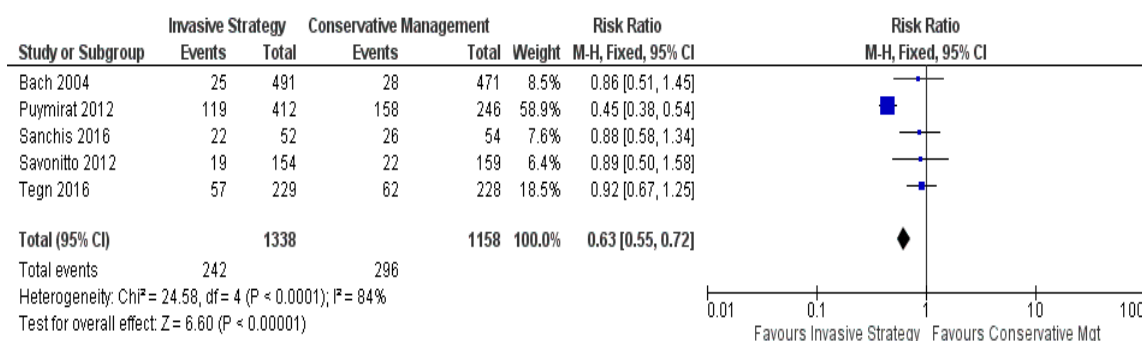 Invasive Strategy Conservative Management Risk Ratio Risk Ratio
Study or Subgroup Events Total Events Total Weight M-H, Fixed, 95% CI M-H, Fixed, 95% CI
Bach 2004 25 491 28 471 8.5% 0.86 [0.51, 1.45]
Puymirat 2012 119 412 158 246 58.9% 0.45 [0.38, 0.54]
Sanchis 2016 22 52 26 54 7.6% 0.88 [0.58, 1.34]
Savonitto 2012 19 154 22 159 6.4% 0.89 [0.50, 1.58]
Tegn 2016 57 229 62 228 18.5% 0.92 [0.67, 1.25]
Total (95% CI) 1338 1158 100.0% 0.63 [0.55, 0.72]
Total events 242 296
Heterogeneity: Chi² = 24.58, df = 4 (P < 0.0001); I² = 84%
Test for overall effect: Z = 6.60 (P < 0.00001)
0.01 0.1 1 10 100
Favours Invasive Strategy Favours Conservative Mgt